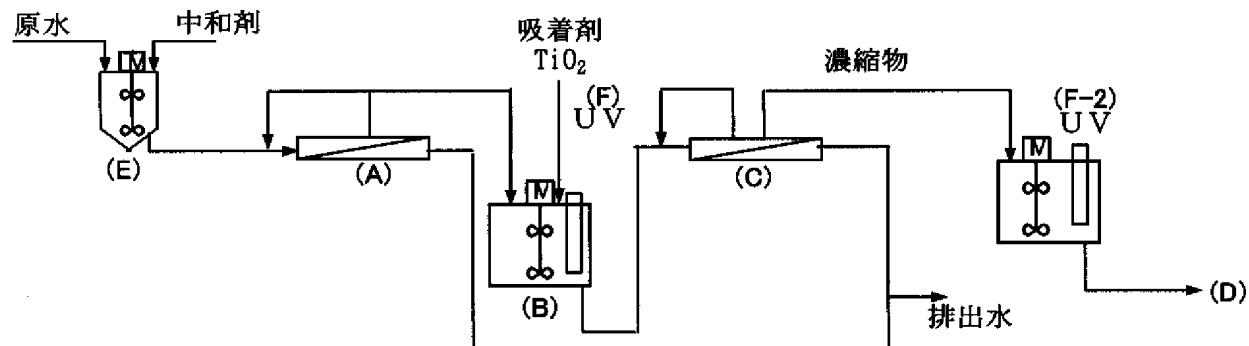 原水
中和剤
M
(E)
(A)
吸着剤
TiO₂
(F)
UV
M
(B)
(C)
濃縮物
(F-2)
UV
M
排出水
(D)